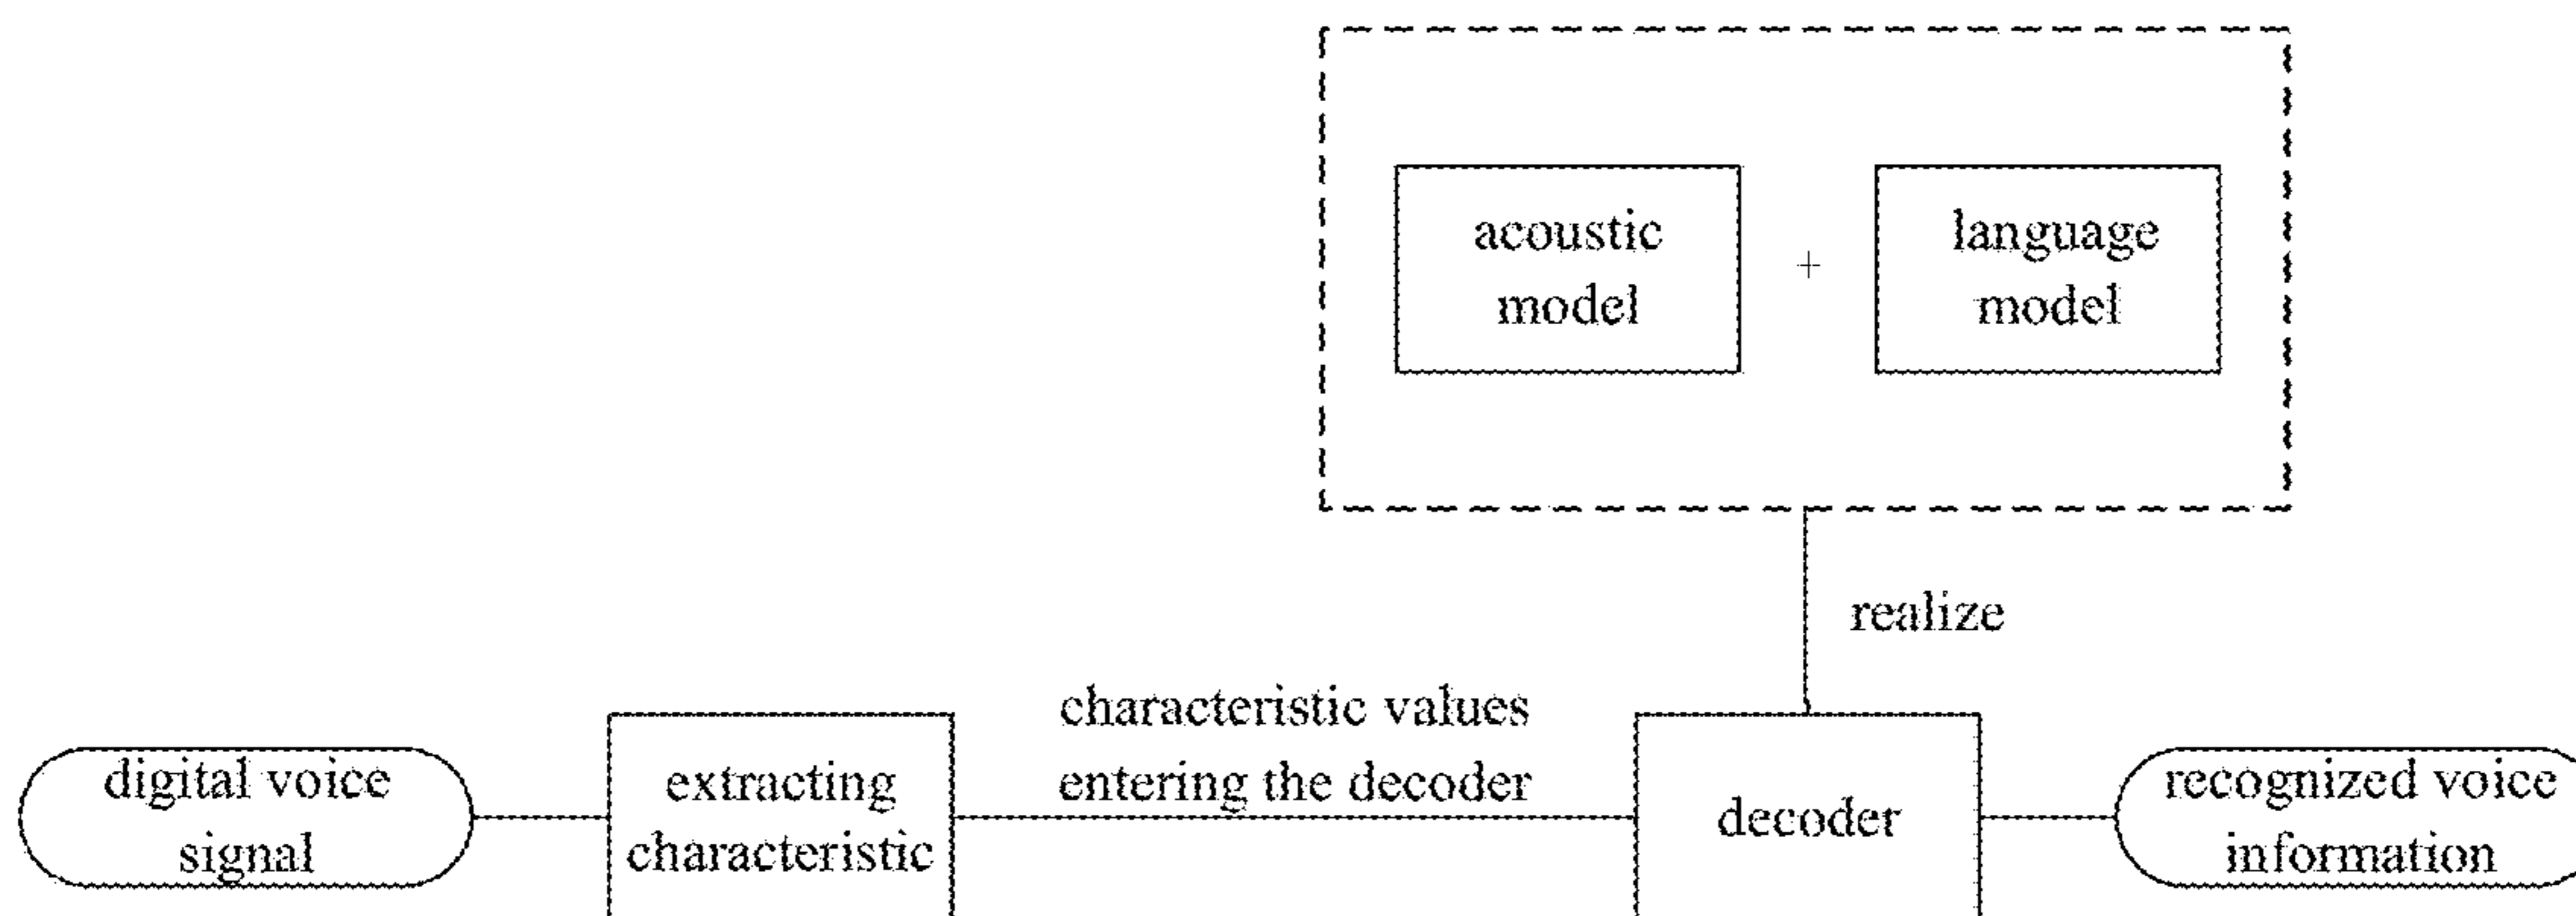 acoustic
model
+
language
model
realize
characteristic values
entering the decoder
digital voice
signal
extracting
characteristic
decoder
recognized voice
information